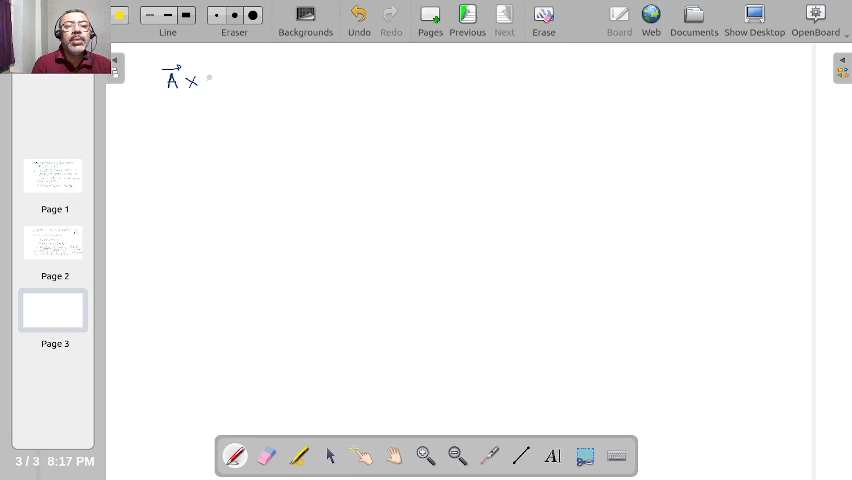 Line
Eraser
Backgrounds
Undo
Redo
Pages
Previous
Next
Erase
Board
Web
Documents
Show Desktop
OpenBoard
A⃗ ×
Page 1
Page 2
Page 3
3 / 3 8:17 PM
A